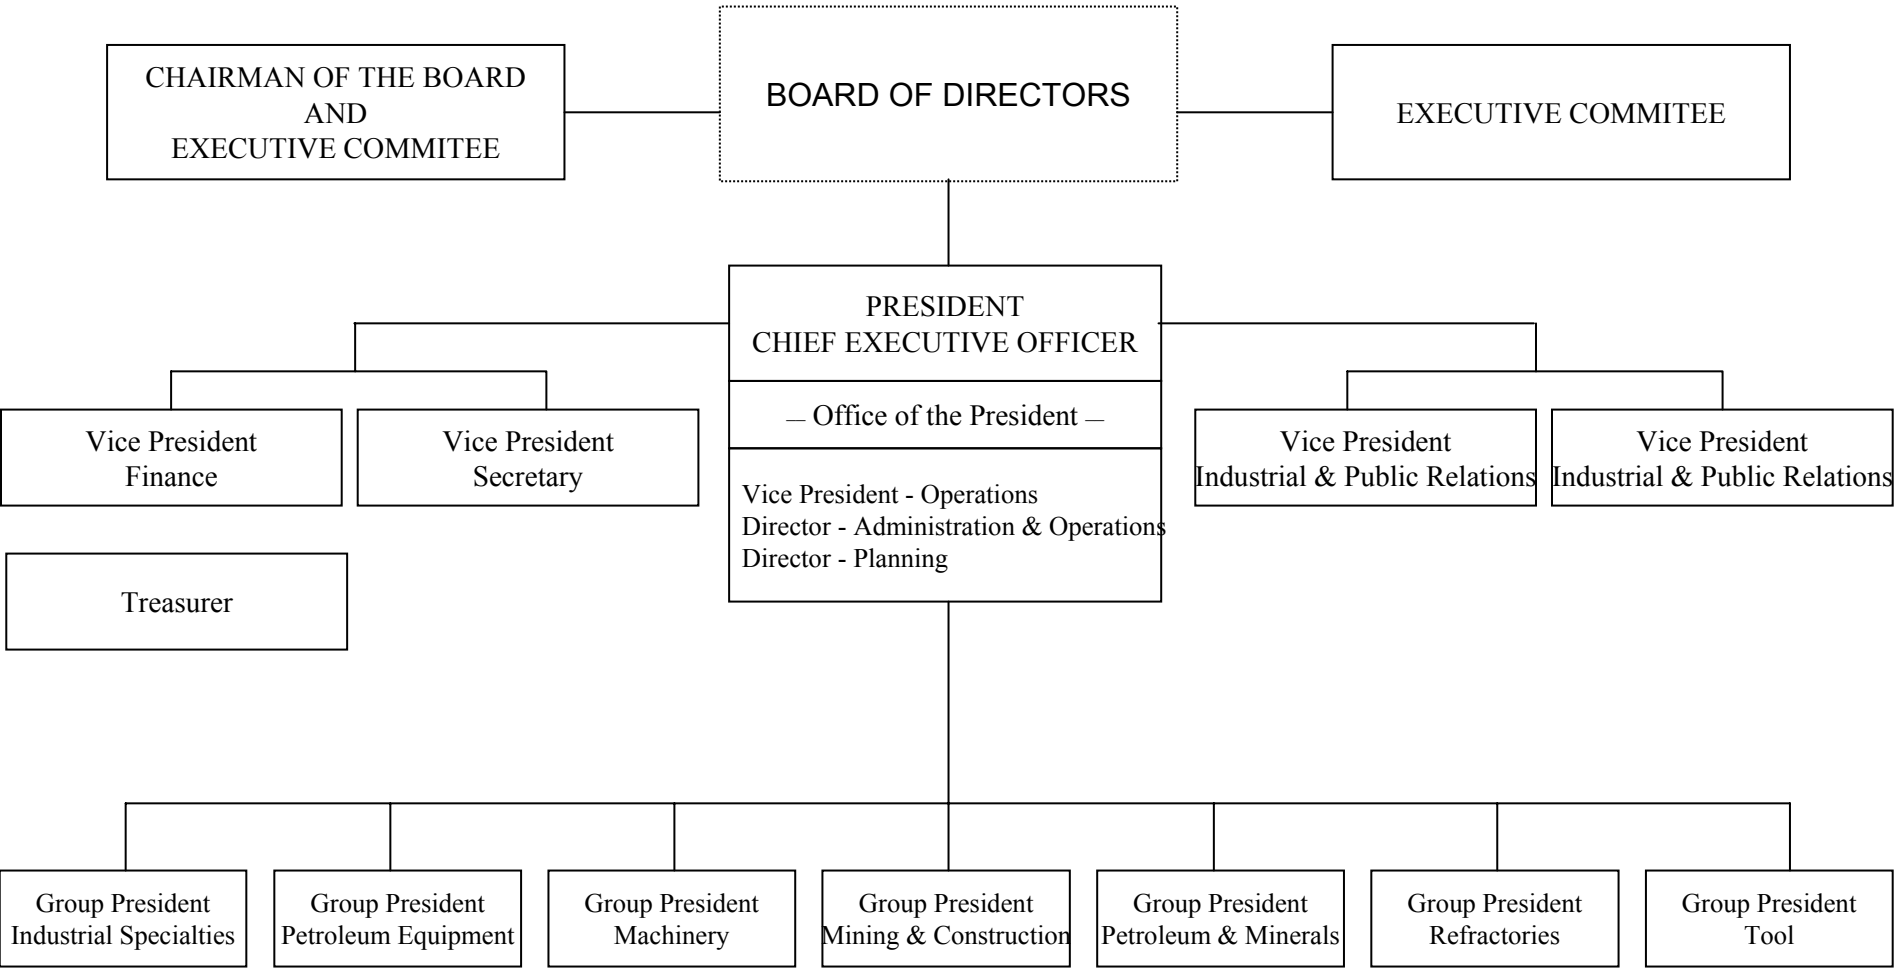 CHAIRMAN OF THE BOARD
AND
EXECUTIVE COMMITEE
BOARD OF DIRECTORS
EXECUTIVE COMMITEE
PRESIDENT
CHIEF EXECUTIVE OFFICER
— Office of the President —
Vice President - Operations
Director - Administration & Operations
Director - Planning
Vice President
Finance
Vice President
Secretary
Vice President
Industrial & Public Relations
Vice President
Industrial & Public Relations
Treasurer
Group President
Industrial Specialties
Group President
Petroleum Equipment
Group President
Machinery
Group President
Mining & Construction
Group President
Petroleum & Minerals
Group President
Refractories
Group President
Tool